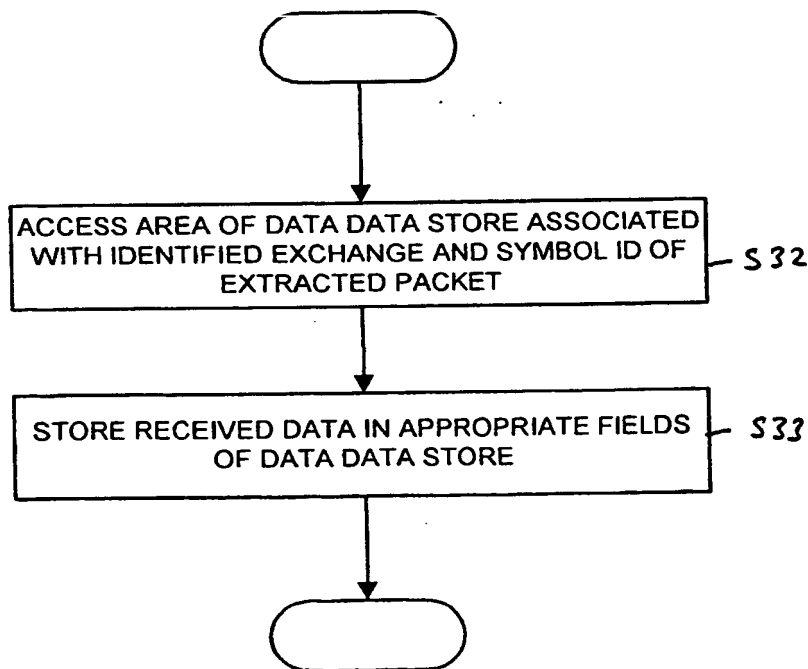 ACCESS AREA OF DATA DATA STORE ASSOCIATED
WITH IDENTIFIED EXCHANGE AND SYMBOL ID OF
EXTRACTED PACKET
S32
STORE RECEIVED DATA IN APPROPRIATE FIELDS
OF DATA DATA STORE
S33